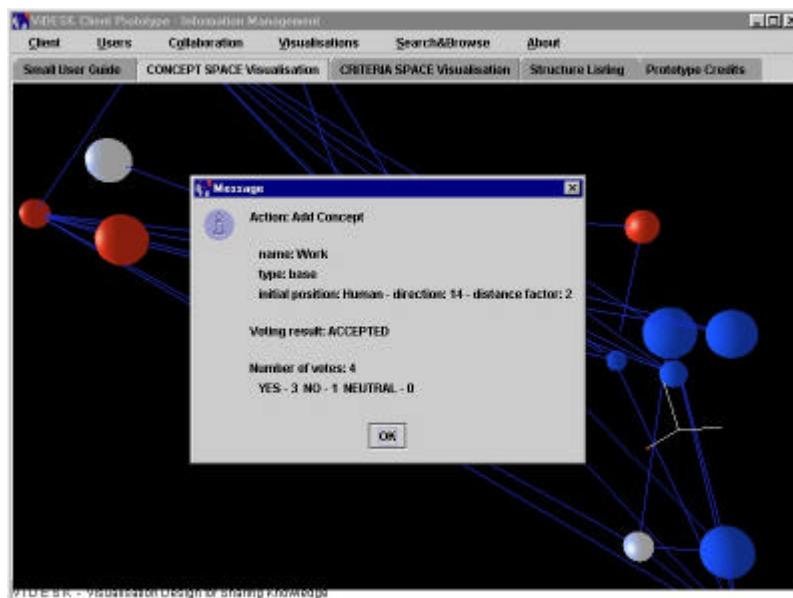 ViDESK Client Prototype - Information Management
Client Users Collaboration Visualisations Search&Browse About
Small User Guide CONCEPT SPACE Visualisation CRITERIA SPACE Visualisation Structure Listing Prototype Credits
Message
Action: Add Concept
name: Work
type: base
initial position: Human - direction: 14 - distance factor: 2
Voting result: ACCEPTED
Number of votes: 4
YES - 3 NO - 1 NEUTRAL - 0
OK
V I D E S K - Visualisation Design for Sharing Knowledge